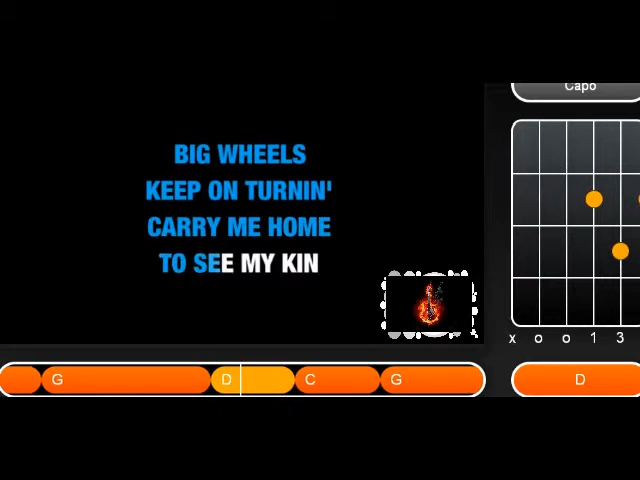 Capo
BIG WHEELS
KEEP ON TURNIN'
CARRY ME HOME
TO SEE MY KIN
x o o 1 3
G D C G
D